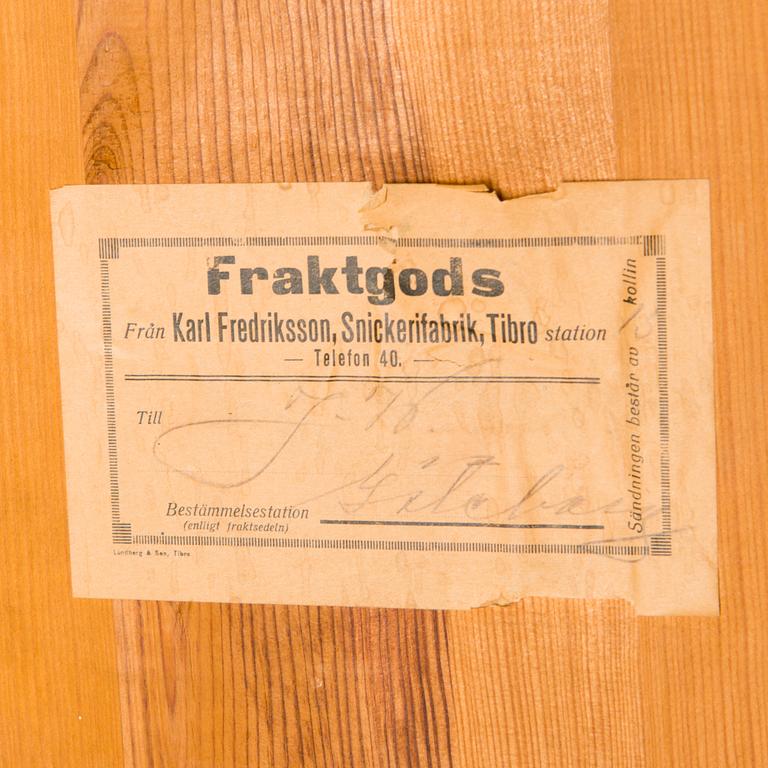 Fraktgods
Från Karl Fredriksson, Snickerifabrik, Tibro station
— Telefon 40. —
Till
Bestämmelsestation Göteborg
(enligt fraktsedeln)
Sändningen består av kollin
Lundberg & Son, Tibro